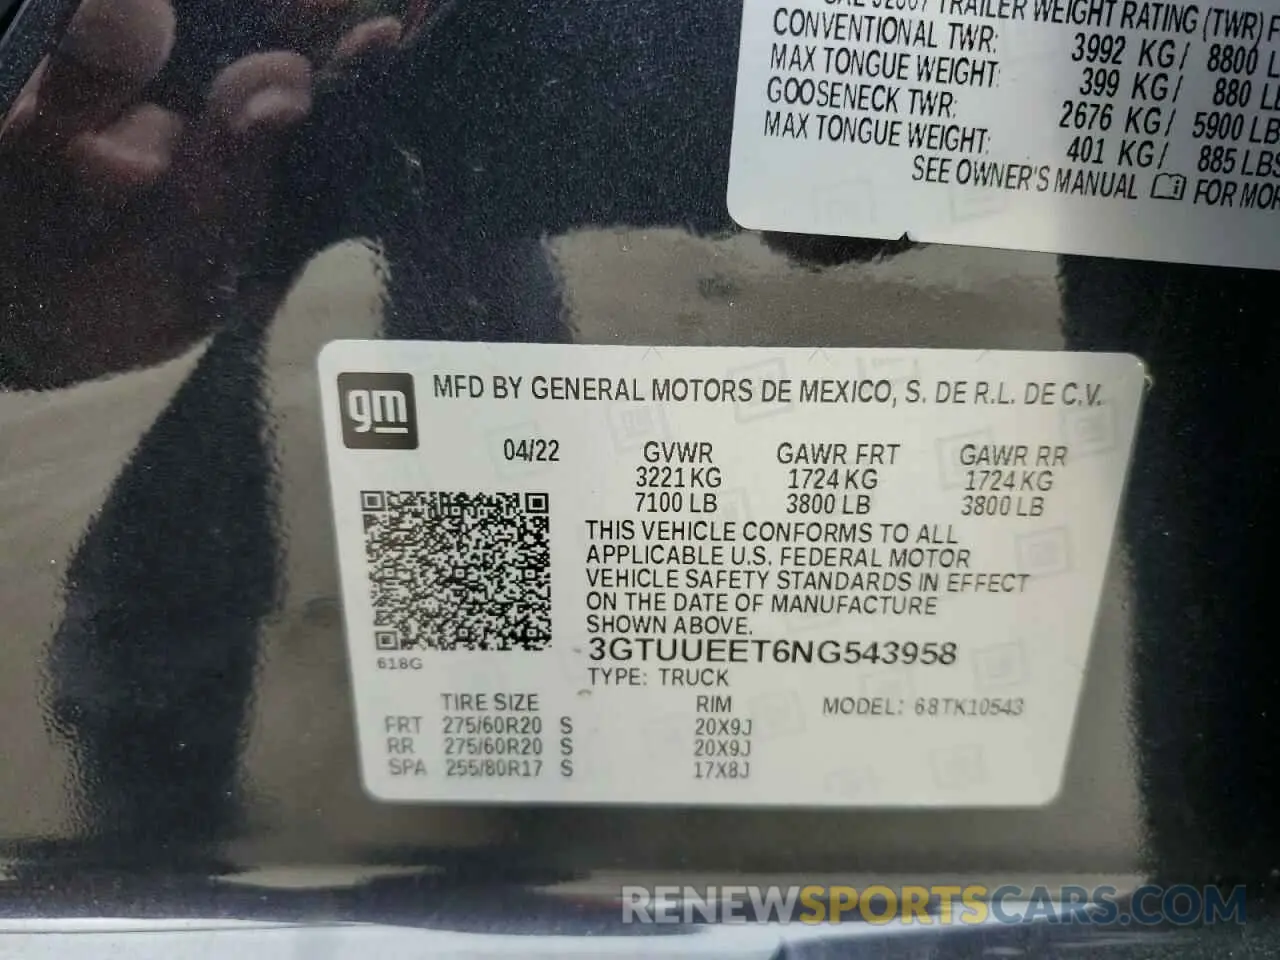 TRAILER WEIGHT RATING (TWR)
CONVENTIONAL TWR: 3992 KG/ 8800
MAX TONGUE WEIGHT: 399 KG/ 880
GOOSENECK TWR: 2676 KG/ 5900 LBS
MAX TONGUE WEIGHT: 401 KG/ 885 LBS
SEE OWNER'S MANUAL FOR
gm
MFD BY GENERAL MOTORS DE MEXICO, S. DE R.L. DE C.V.
04/22 GVWR GAWR FRT GAWR RR
3221 KG 1724 KG 1724 KG
7100 LB 3800 LB 3800 LB
THIS VEHICLE CONFORMS TO ALL
APPLICABLE U.S. FEDERAL MOTOR
VEHICLE SAFETY STANDARDS IN EFFECT
ON THE DATE OF MANUFACTURE
SHOWN ABOVE.
3GTUUEET6NG543958
618G
TYPE: TRUCK
TIRE SIZE RIM MODEL: 68TK10543
FRT 275/60R20 S 20X9J
RR 275/60R20 S 20X9J
SPA 255/80R17 S 17X8J
RENEWSPORTSCARS.COM